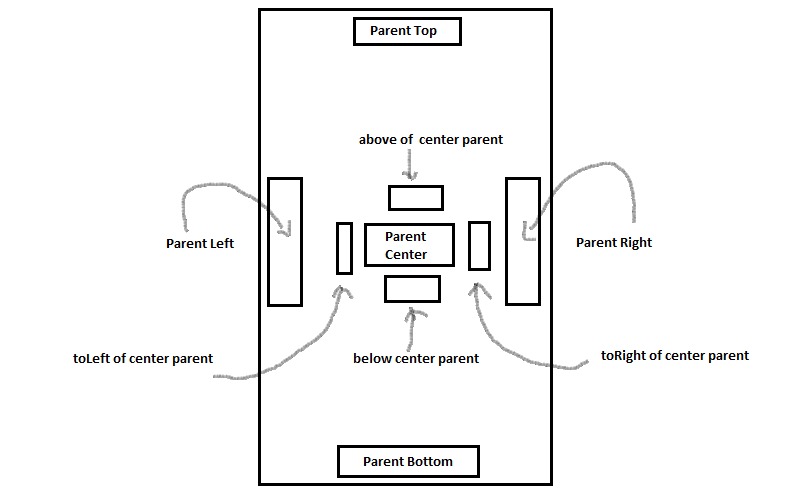 Parent Top
above of center parent
Parent Left
Parent
Center
Parent Right
toLeft of center parent
below center parent
toRight of center parent
Parent Bottom